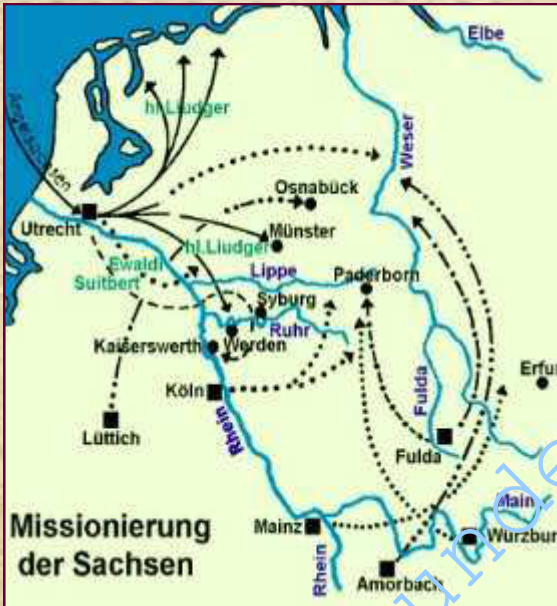 Elbe
hl.Liudger
Angelsachsen
Weser
Osnabück
Utrecht
Münster
hl.Liudger
Ewaldi
Suitbert
Lippe
Paderborn
Syburg
Ruhr
Kaiserswerth
Werden
Köln
Erfur
Lüttich
Rhein
Fulda
Fulda
Main
Missionierung
der Sachsen
Mainz
Würzbur
Rhein
Amorbach